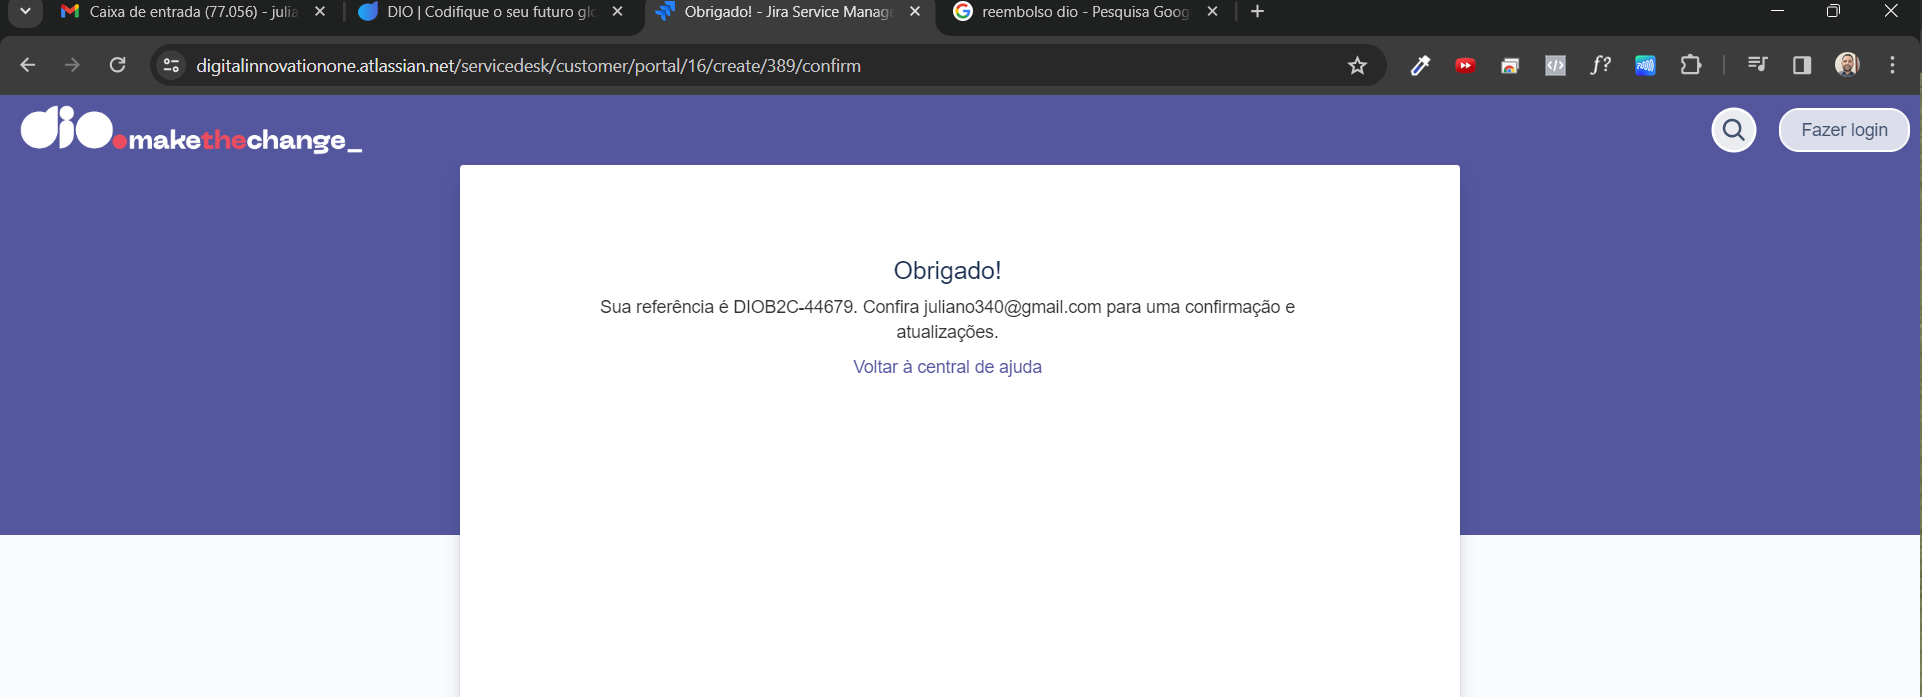 Caixa de entrada (77.056) - julia
DIO | Codifique o seu futuro glo
Obrigado! - Jira Service Manage
reembolso dio - Pesquisa Goog
digitalinnovationone.atlassian.net/servicedesk/customer/portal/16/create/389/confirm
dio.makethechange_
Fazer login
Obrigado!
Sua referência é DIOB2C-44679. Confira juliano340@gmail.com para uma confirmação e
atualizações.
Voltar à central de ajuda